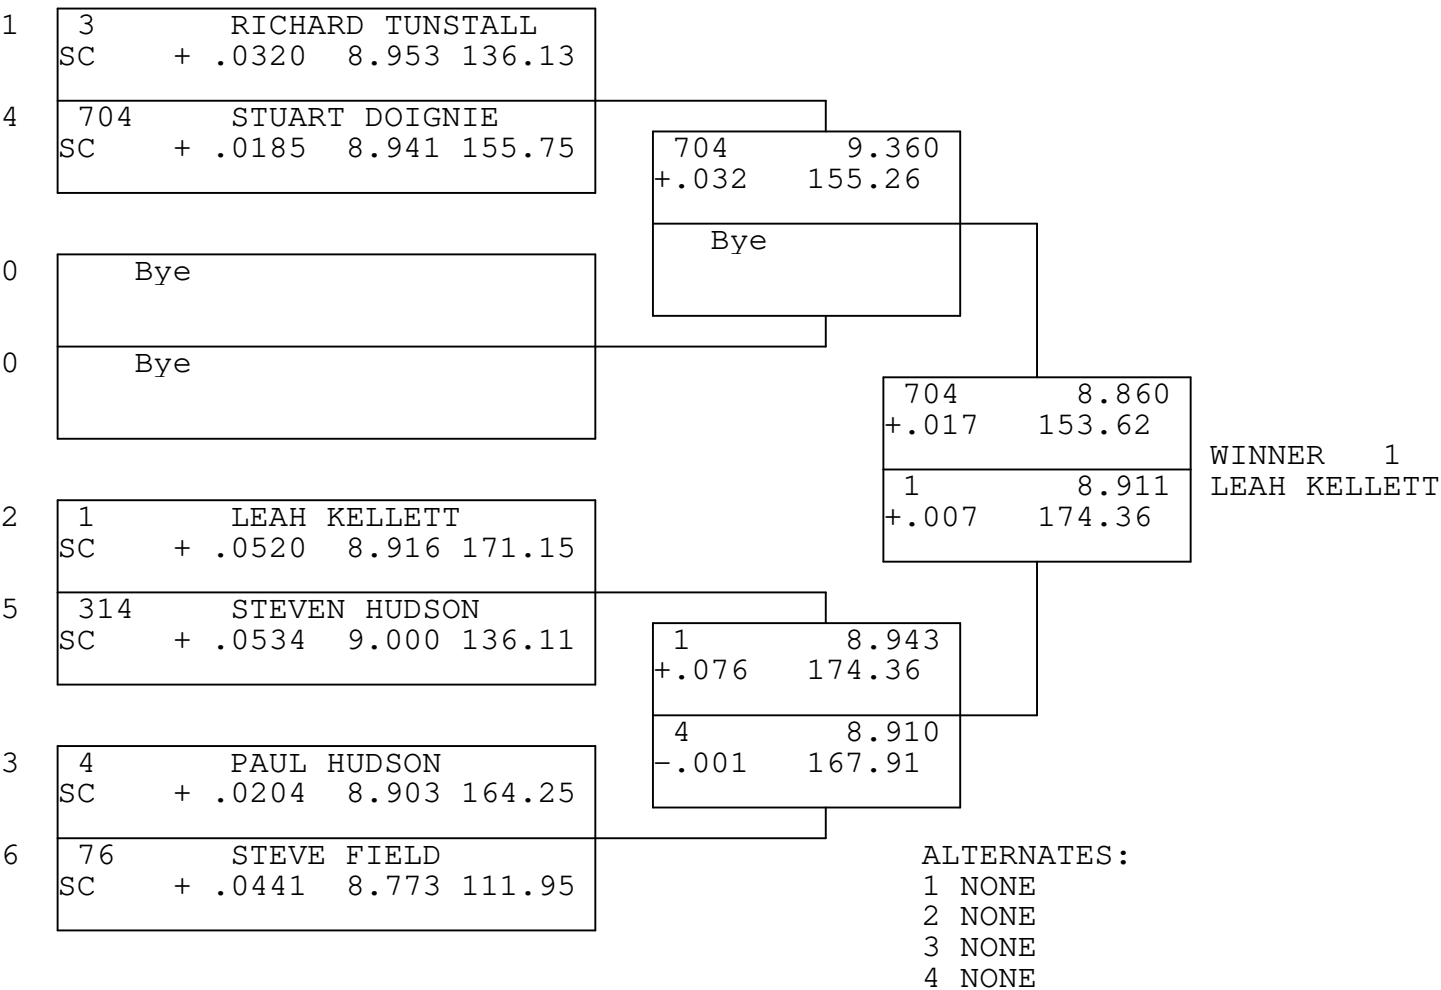 1 3 RICHARD TUNSTALL
SC + .0320 8.953 136.13
4 704 STUART DOIGNIE
SC + .0185 8.941 155.75
704 9.360
+.032 155.26
Bye
0 Bye
0 Bye
704 8.860
+.017 153.62
1 8.911
+.007 174.36
WINNER 1
LEAH KELLETT
2 1 LEAH KELLETT
SC + .0520 8.916 171.15
5 314 STEVEN HUDSON
SC + .0534 9.000 136.11
1 8.943
+.076 174.36
4 8.910
-.001 167.91
3 4 PAUL HUDSON
SC + .0204 8.903 164.25
6 76 STEVE FIELD
SC + .0441 8.773 111.95
ALTERNATES:
1 NONE
2 NONE
3 NONE
4 NONE